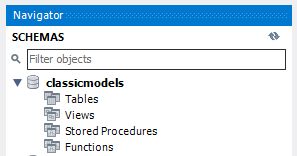 Navigator
SCHEMAS
Filter objects
classicmodels
Tables
Views
Stored Procedures
Functions